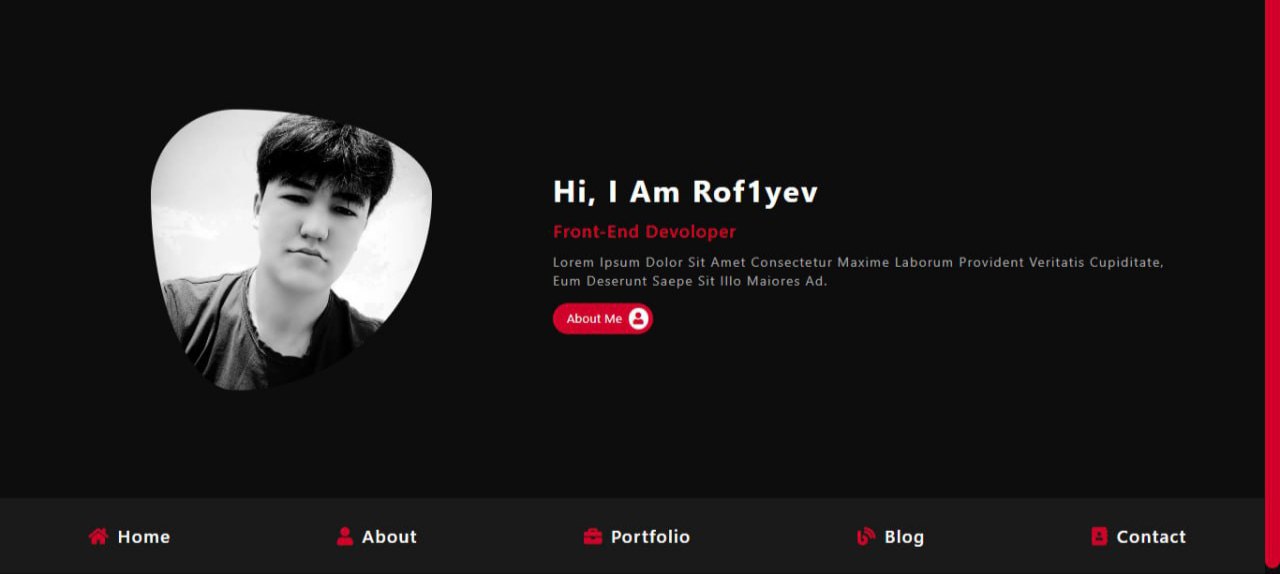 Hi, I Am Rof1yev
Front-End Devoloper
Lorem Ipsum Dolor Sit Amet Consectetur Maxime Laborum Provident Veritatis Cupiditate,
Eum Deserunt Saepe Sit Illo Maiores Ad.
About Me
Home About Portfolio Blog Contact